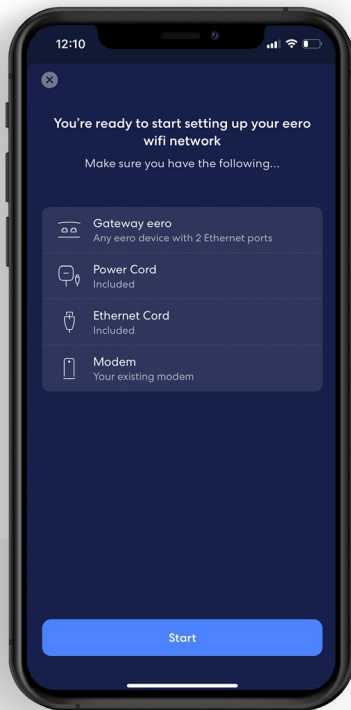 12:10
You're ready to start setting up your eero
wifi network
Make sure you have the following...
Gateway eero
Any eero device with 2 Ethernet ports
Power Cord
Included
Ethernet Cord
Included
Modem
Your existing modem
Start